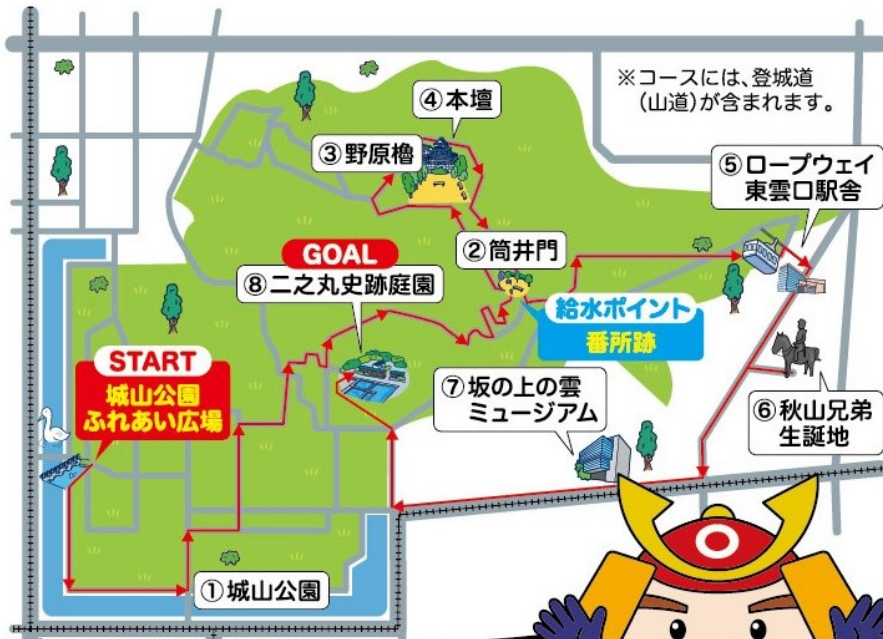 ※コースには、登城道
(山道)が含まれます。
④本壇
③野原櫓
⑤ロープウェイ
東雲口駅舎
②筒井門
GOAL
⑧二之丸史跡庭園
給水ポイント
番所跡
START
城山公園
ふれあい広場
⑦坂の上の雲
ミュージアム
⑥秋山兄弟
生誕地
①城山公園